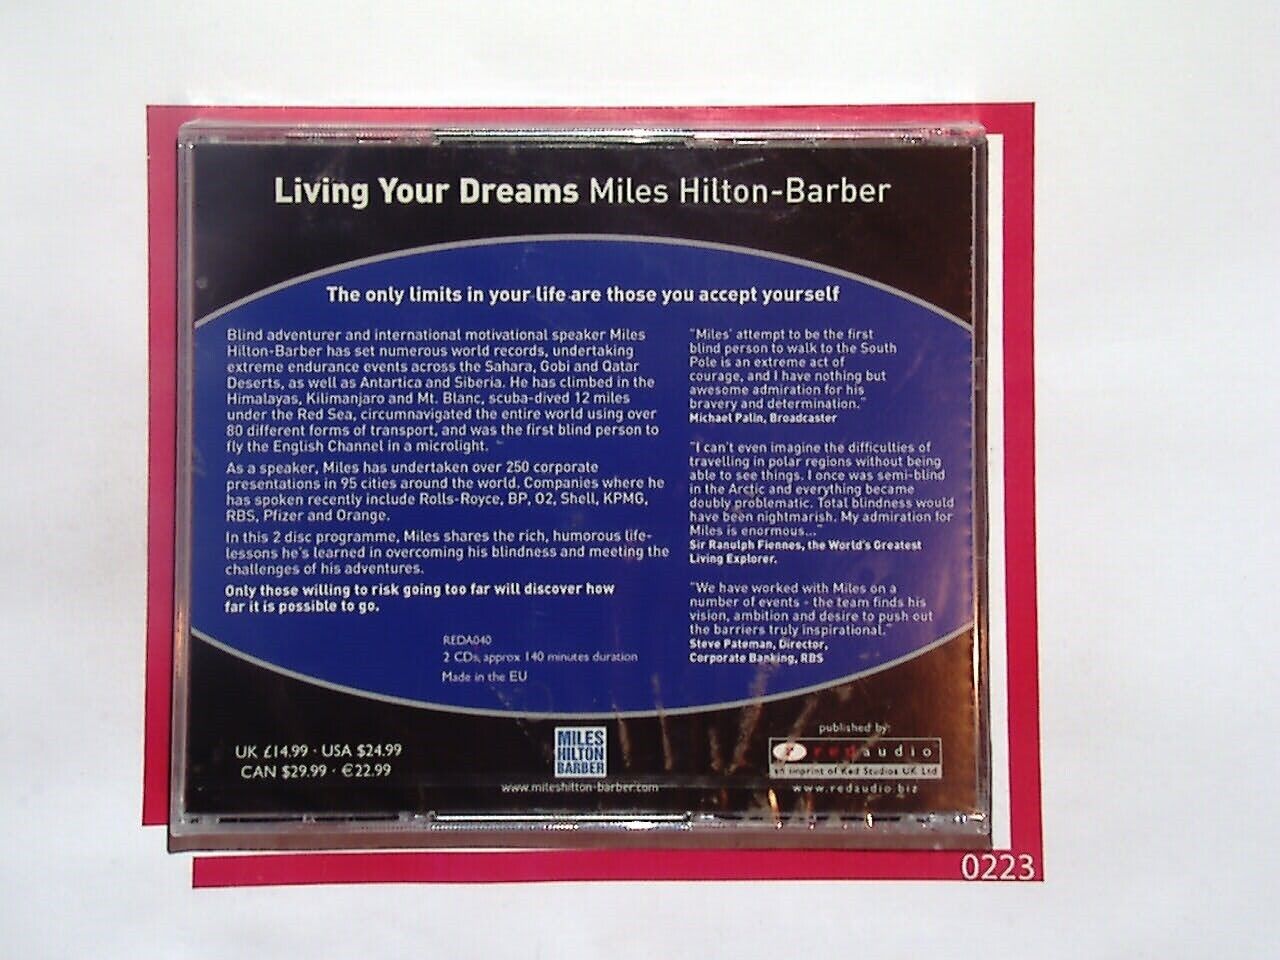 Living Your Dreams Miles Hilton-Barber
The only limits in your life are those you accept yourself
Blind adventurer and international motivational speaker Miles
Hilton-Barber has set numerous world records, undertaking
extreme endurance events across the Sahara, Gobi and Qatar
Deserts, as well as Antartica and Siberia. He has climbed in the
Himalayas, Kilimanjaro and Mt. Blanc, scuba-dived 12 miles
under the Red Sea, circumnavigated the entire world using over
80 different forms of transport, and was the first blind person to
fly the English Channel in a microlight.
As a speaker, Miles has undertaken over 250 corporate
presentations in 95 cities around the world. Companies where he
has spoken recently include Rolls-Royce, BP, O2, Shell, KPMG,
RBS, Pfizer and Orange.
In this 2 disc programme, Miles shares the rich, humorous life-
lessons he's learned in overcoming his blindness and meeting the
challenges of his adventures.
Only those willing to risk going too far will discover how
far it is possible to go.
REDA040
2 CDs, approx 140 minutes duration
Made in the EU
"Miles' attempt to be the first
blind person to walk to the South
Pole is an extreme act of
courage, and I have nothing but
awesome admiration for his
bravery and determination."
Michael Palin, Broadcaster
"I can't even imagine the difficulties of
travelling in polar regions without being
able to see things. I once was semi-blind
in the Arctic and everything became
doubly problematic. Total blindness would
have been nightmarish. My admiration for
Miles is enormous..."
Sir Ranulph Fiennes, the World's Greatest
Living Explorer.
"We have worked with Miles on a
number of events - the team finds his
vision, ambition and desire to push out
the barriers truly inspirational."
Steve Pateman, Director,
Corporate Banking, RBS
UK £14.99 · USA $24.99
CAN $29.99 · €22.99
MILES
HILTON
BARBER
www.mileshilton-barber.com
published by:
r redaudio
an imprint of Red Studios UK Ltd
www.redaudio.biz
0223